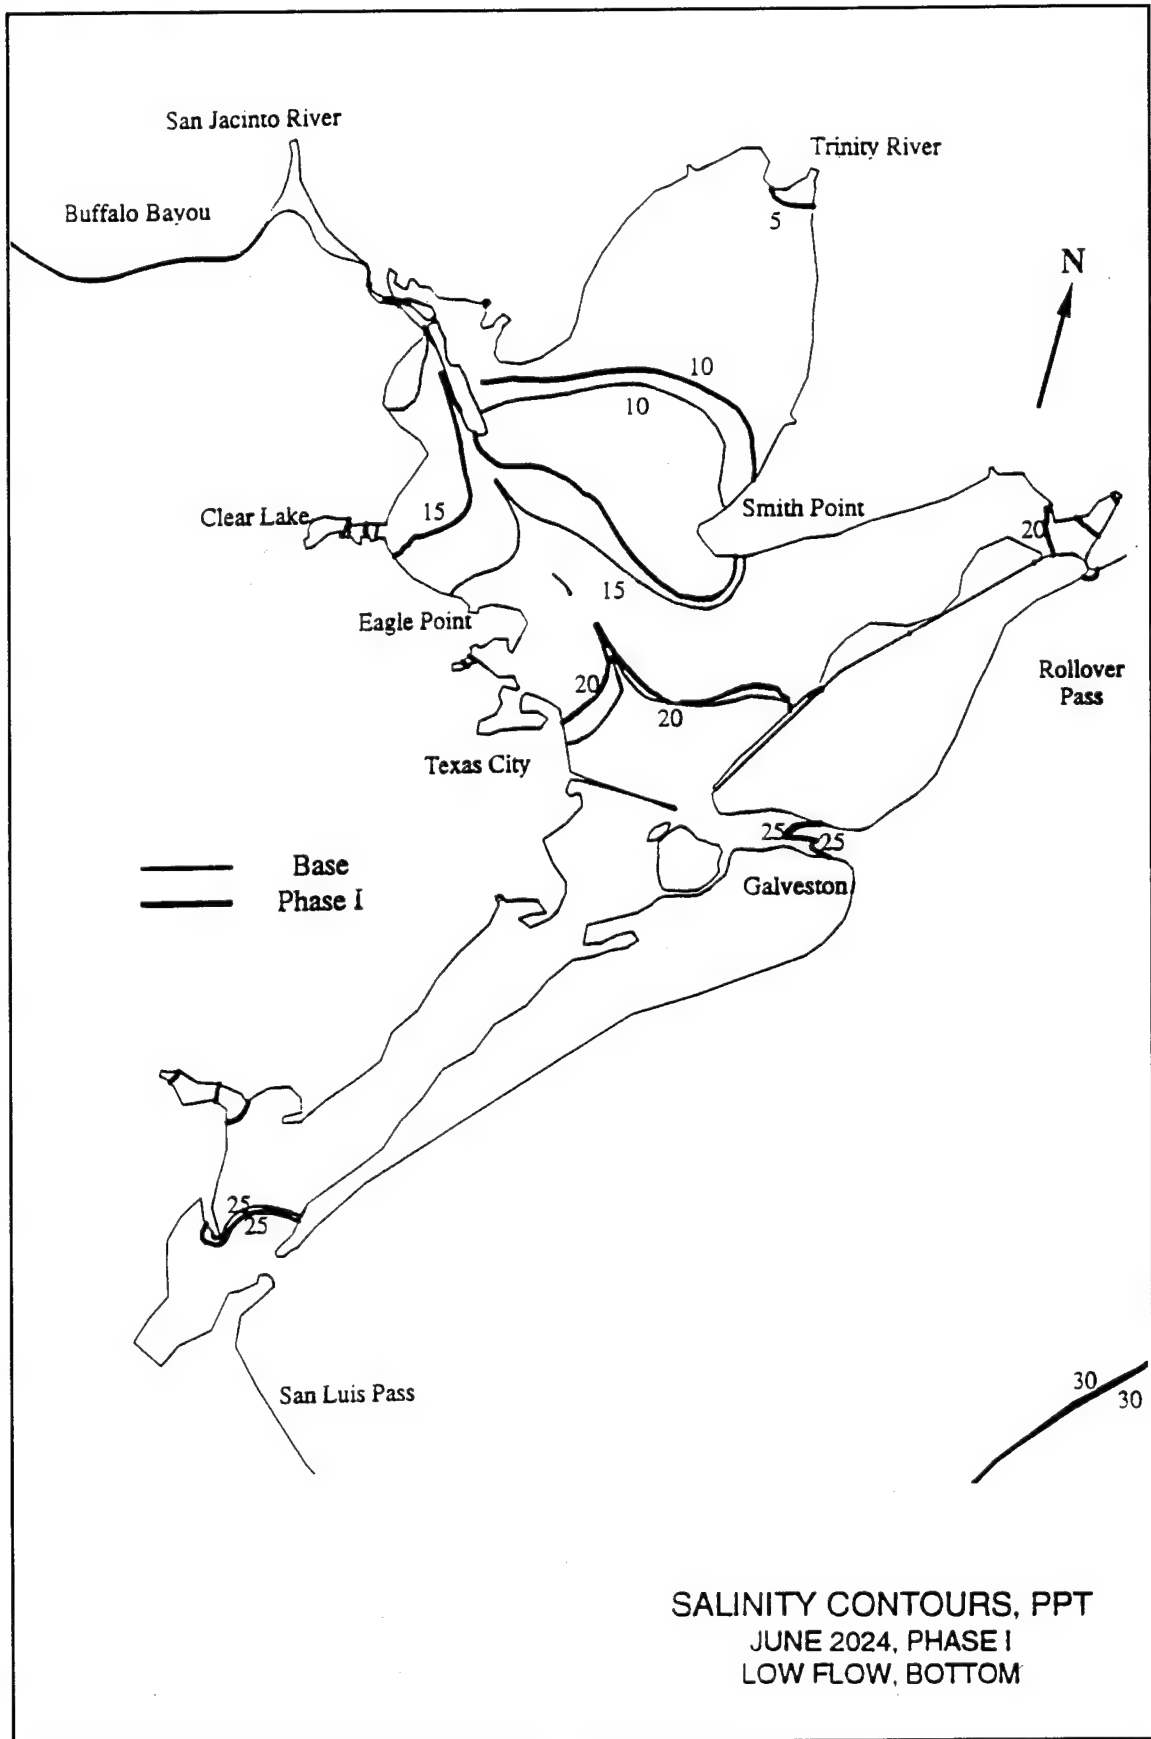 San Jacinto River
Trinity River
Buffalo Bayou
5
N
10
10
Smith Point
Clear Lake
15
20
15
Eagle Point
Rollover
Pass
20
20
Texas City
25
25
Base
Galveston
Phase I
25
25
San Luis Pass
30
30
SALINITY CONTOURS, PPT
JUNE 2024, PHASE I
LOW FLOW, BOTTOM